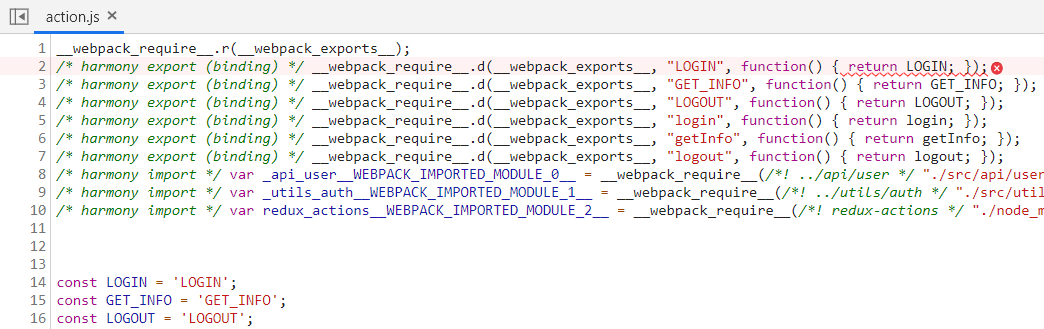 action.js ×
1 __webpack_require__.r(__webpack_exports__);
2 /* harmony export (binding) */ __webpack_require__.d(__webpack_exports__, "LOGIN", function() { return LOGIN; });
3 /* harmony export (binding) */ __webpack_require__.d(__webpack_exports__, "GET_INFO", function() { return GET_INFO; });
4 /* harmony export (binding) */ __webpack_require__.d(__webpack_exports__, "LOGOUT", function() { return LOGOUT; });
5 /* harmony export (binding) */ __webpack_require__.d(__webpack_exports__, "login", function() { return login; });
6 /* harmony export (binding) */ __webpack_require__.d(__webpack_exports__, "getInfo", function() { return getInfo; });
7 /* harmony export (binding) */ __webpack_require__.d(__webpack_exports__, "logout", function() { return logout; });
8 /* harmony import */ var _api_user__WEBPACK_IMPORTED_MODULE_0__ = __webpack_require__(/*! ../api/user */ "./src/api/user
9 /* harmony import */ var _utils_auth__WEBPACK_IMPORTED_MODULE_1__ = __webpack_require__(/*! ../utils/auth */ "./src/util
10 /* harmony import */ var redux_actions__WEBPACK_IMPORTED_MODULE_2__ = __webpack_require__(/*! redux-actions */ "./node_m
11
12
13
14 const LOGIN = 'LOGIN';
15 const GET_INFO = 'GET_INFO';
16 const LOGOUT = 'LOGOUT';